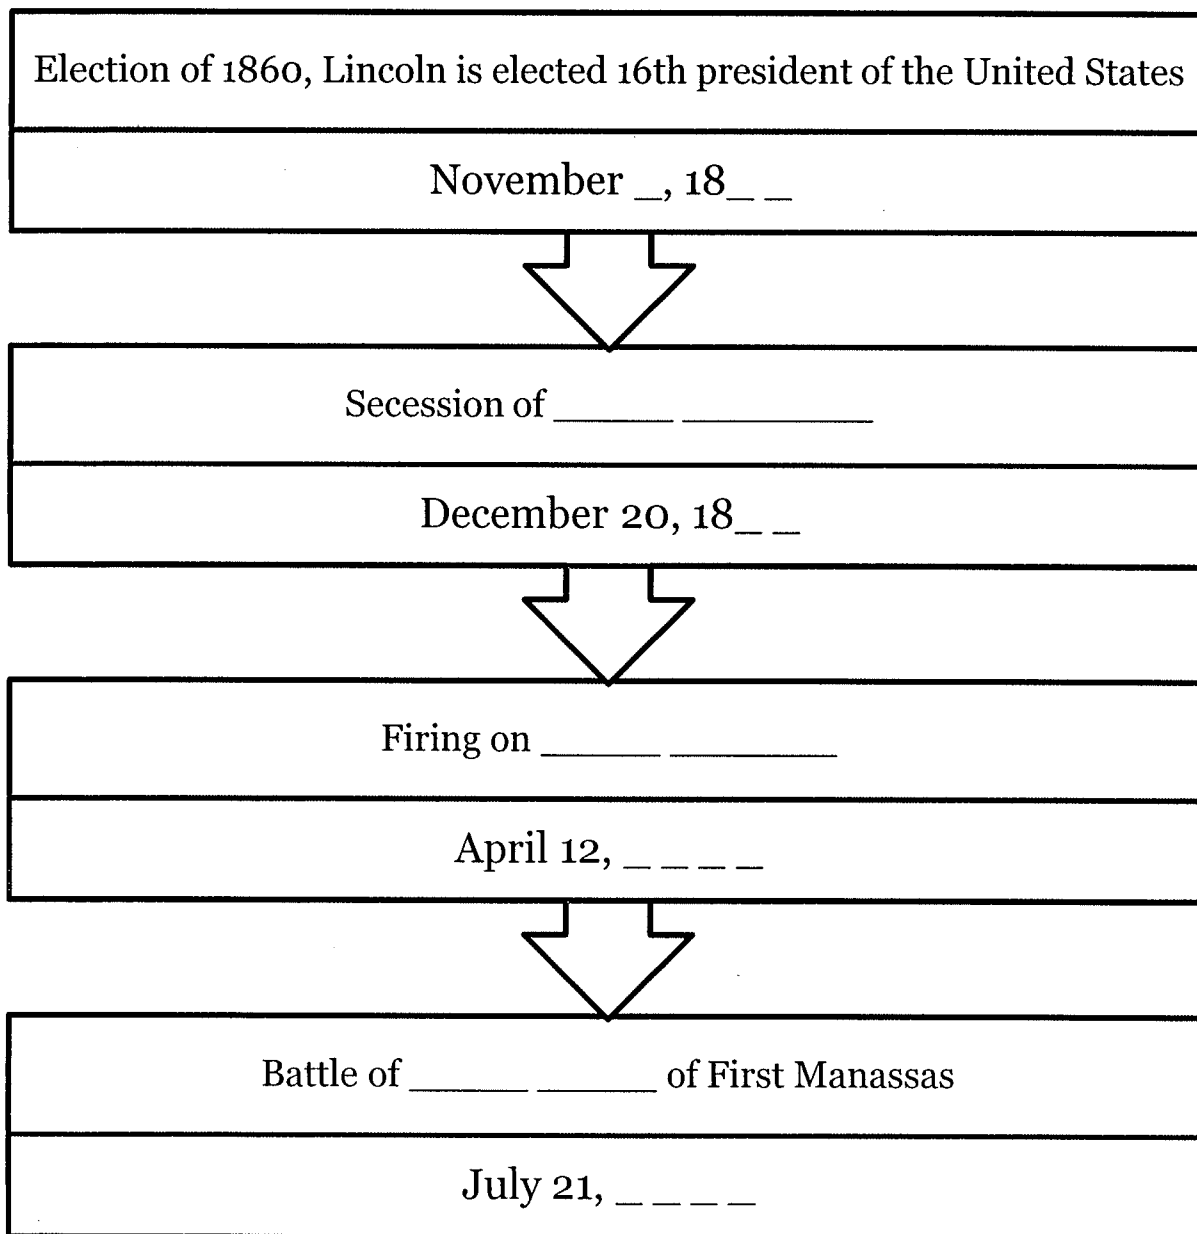 Election of 1860, Lincoln is elected 16th president of the United States
November _, 18_ _
Secession of _____ ________
December 20, 18_ _
Firing on _____ _______
April 12, _ _ _ _
Battle of _____ _____ of First Manassas
July 21, _ _ _ _